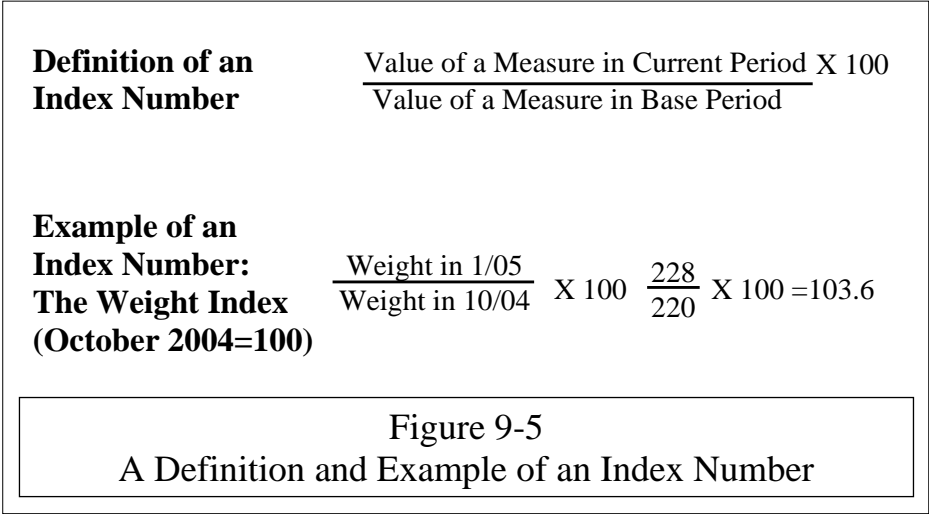 Definition of an
Index Number
Value of a Measure in Current Period X 100
Value of a Measure in Base Period
Example of an
Index Number:
The Weight Index
(October 2004=100)
Weight in 1/05
Weight in 10/04
X 100
228
220
X 100 =103.6
Figure 9-5
A Definition and Example of an Index Number